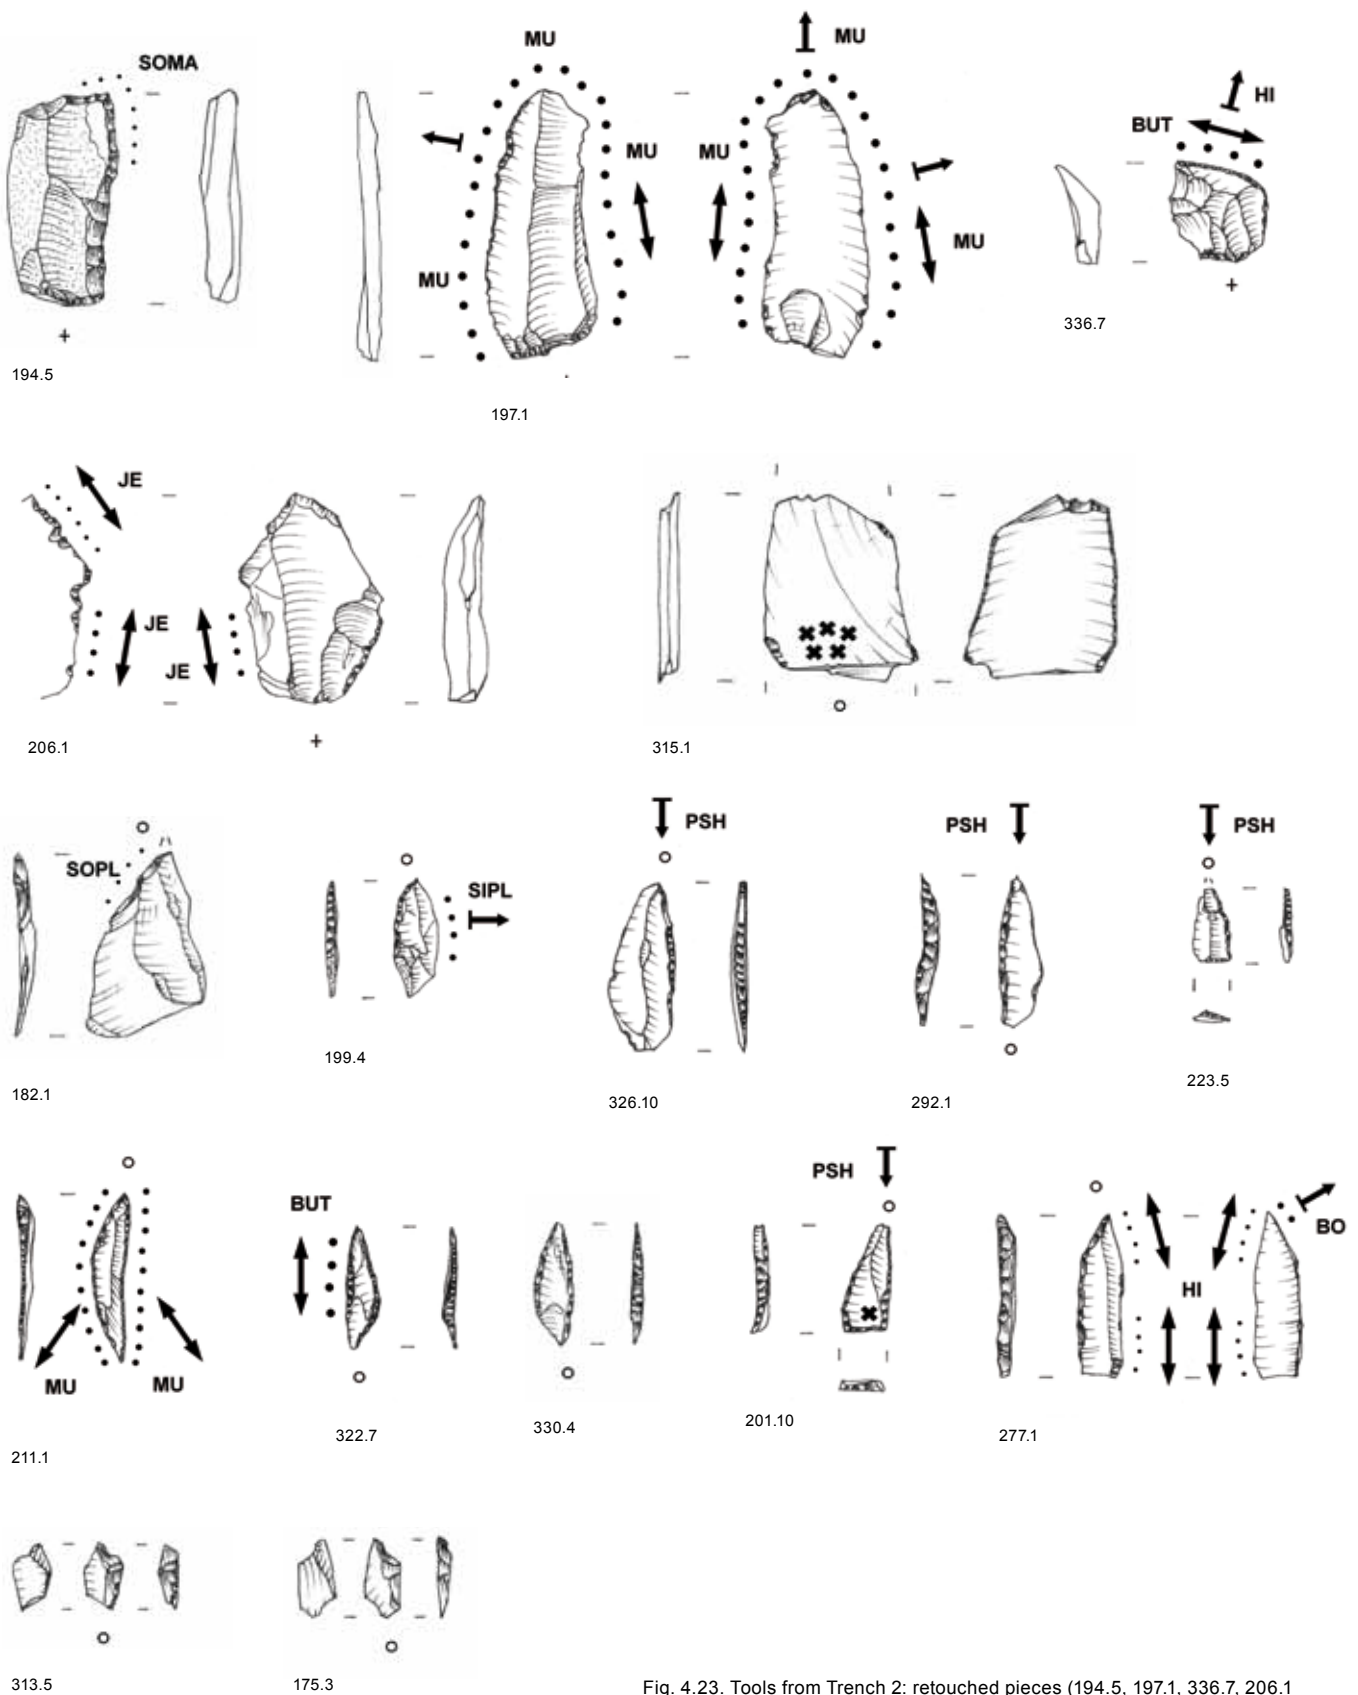 SOMA
MU
MU
HI
BUT
MU
MU
MU
MU
194.5
197.1
336.7
JE
JE
JE
206.1
315.1
SOPL
SIPL
PSH
PSH
PSH
182.1
199.4
326.10
292.1
223.5
MU
MU
BUT
PSH
HI
BO
211.1
322.7
330.4
201.10
277.1
313.5
175.3
Fig. 4.23. Tools from Trench 2: retouched pieces (194.5, 197.1, 336.7, 206.1